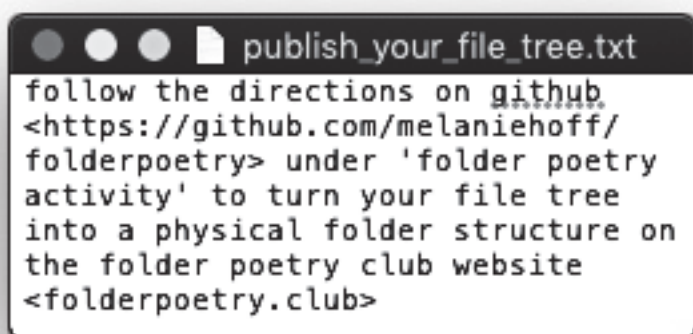 publish_your_file_tree.txt
follow the directions on github
<https://github.com/melaniehoff/
folderpoetry> under 'folder poetry
activity' to turn your file tree
into a physical folder structure on
the folder poetry club website
<folderpoetry.club>